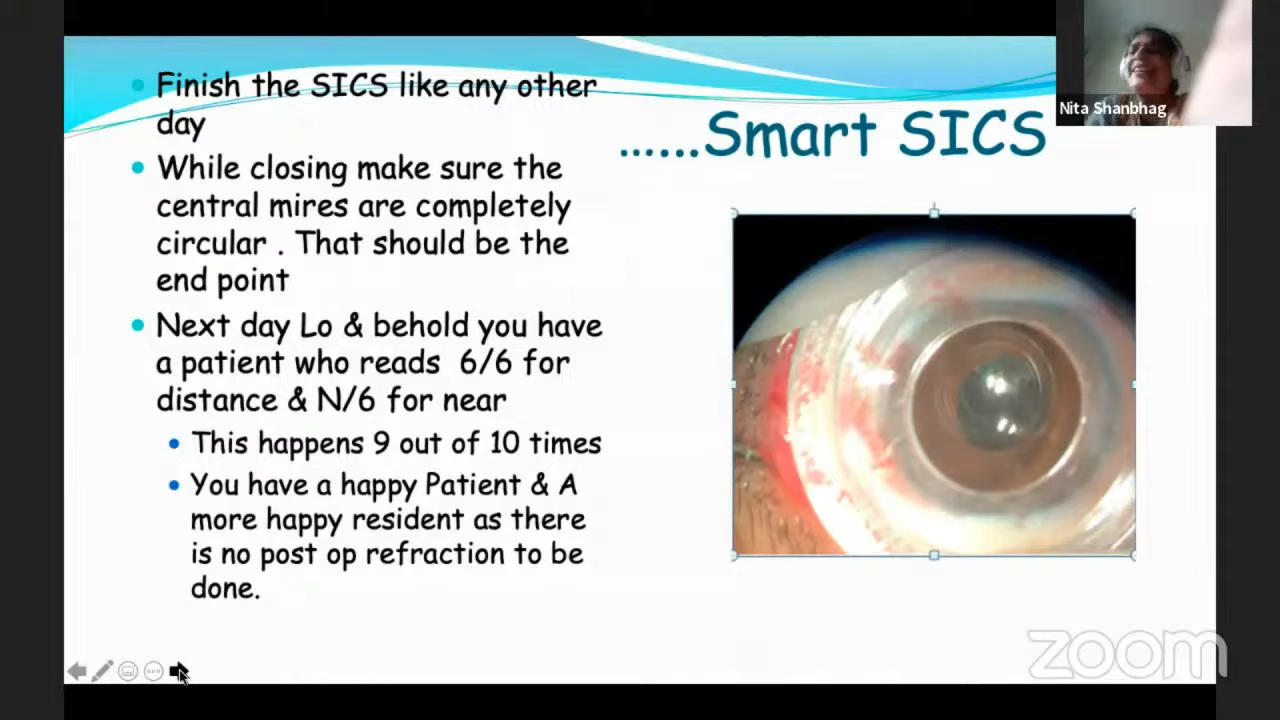 Finish the SICS like any other
day
While closing make sure the
central mires are completely
circular . That should be the
end point
Next day Lo & behold you have
a patient who reads 6/6 for
distance & N/6 for near
This happens 9 out of 10 times
You have a happy Patient & A
more happy resident as there
is no post op refraction to be
done.
......Smart SICS
Nita Shanbhag
zoom